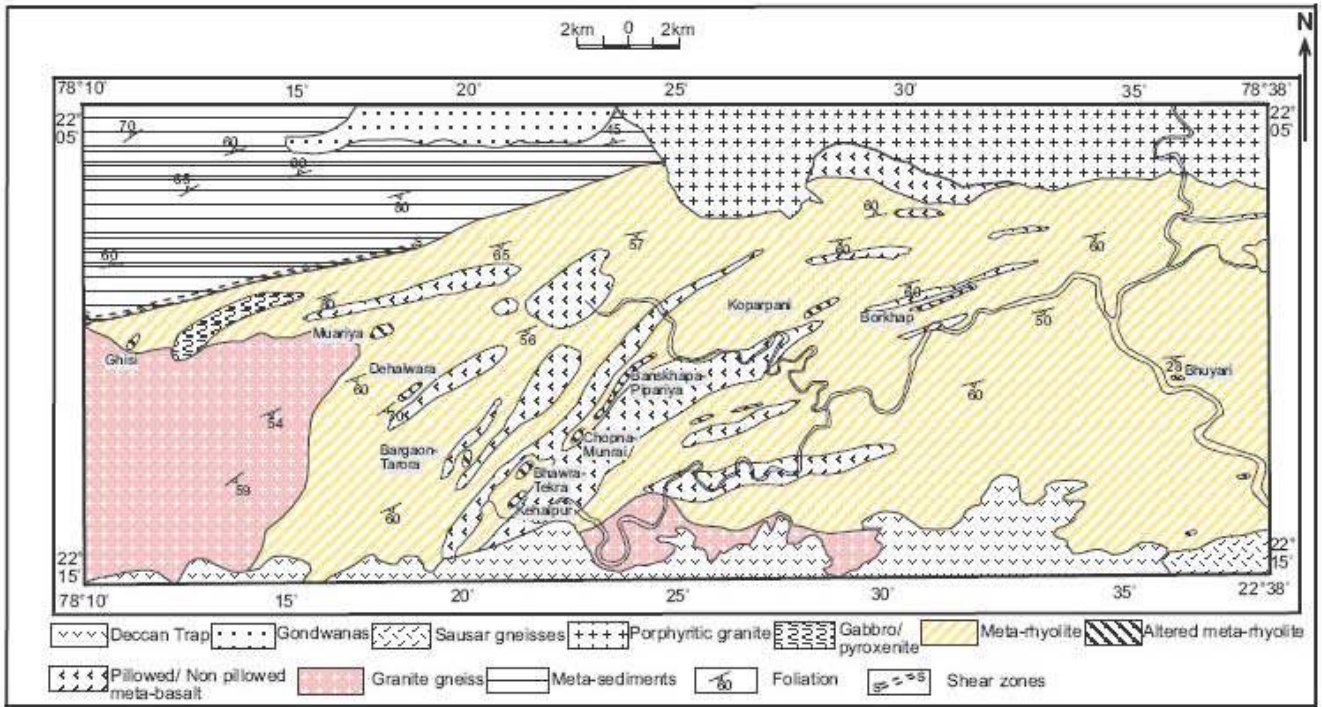 2km 0 2km
N
78°10' 15' 20' 25' 30' 35' 78°38'
22° 05' 22° 05'
70
60
45
60
65
80
60
60
65
57
60
60
80
Koparpani
60
Muariya
Borkhap
50
56
Ghisi
Dehalwara
Banskhapa-Pipariya
28 Bhuyari
60
60
70
54
Bargaon-Tarora
Chopna-Munrai
Bhawra-Tekra
59
60
Kehalpur
22° 15' 22° 15'
78°10' 15' 20' 25' 30' 35' 22°38'
Deccan Trap Gondwanas Sausar gneisses Porphyritic granite Gabbro/ pyroxenite Meta-rhyolite Altered meta-rhyolite
Pillowed/ Non pillowed meta-basalt Granite gneiss Meta-sediments 60 Foliation S S Shear zones